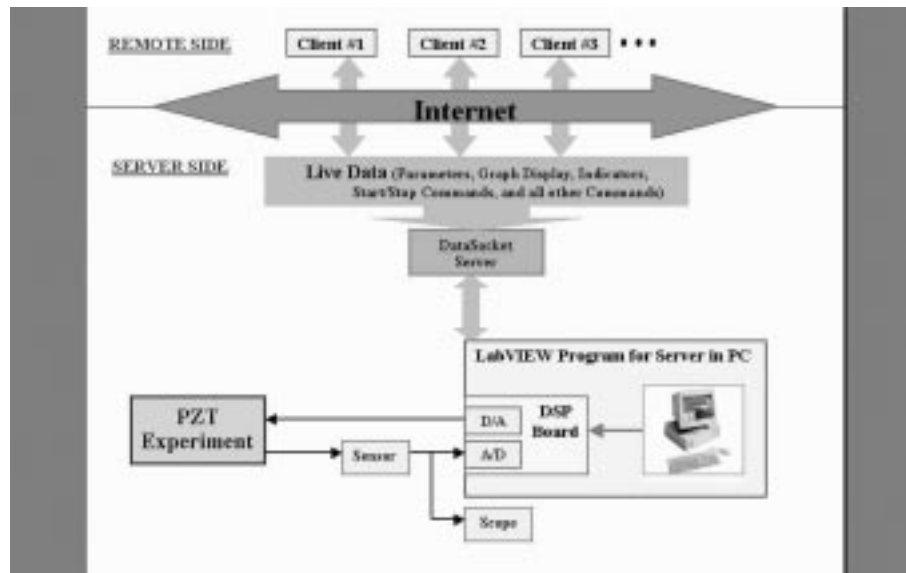 REMOTE SIDE
Client #1
Client #2
Client #3
•••
Internet
SERVER SIDE
Live Data (Parameters, Graph Display, Indicators,
Start/Stop Commands, and all other Commands)
DataSocket
Server
LabVIEW Program for Server in PC
PZT
Experiment
D/A
DSP
Board
Sensor
A/D
Scope